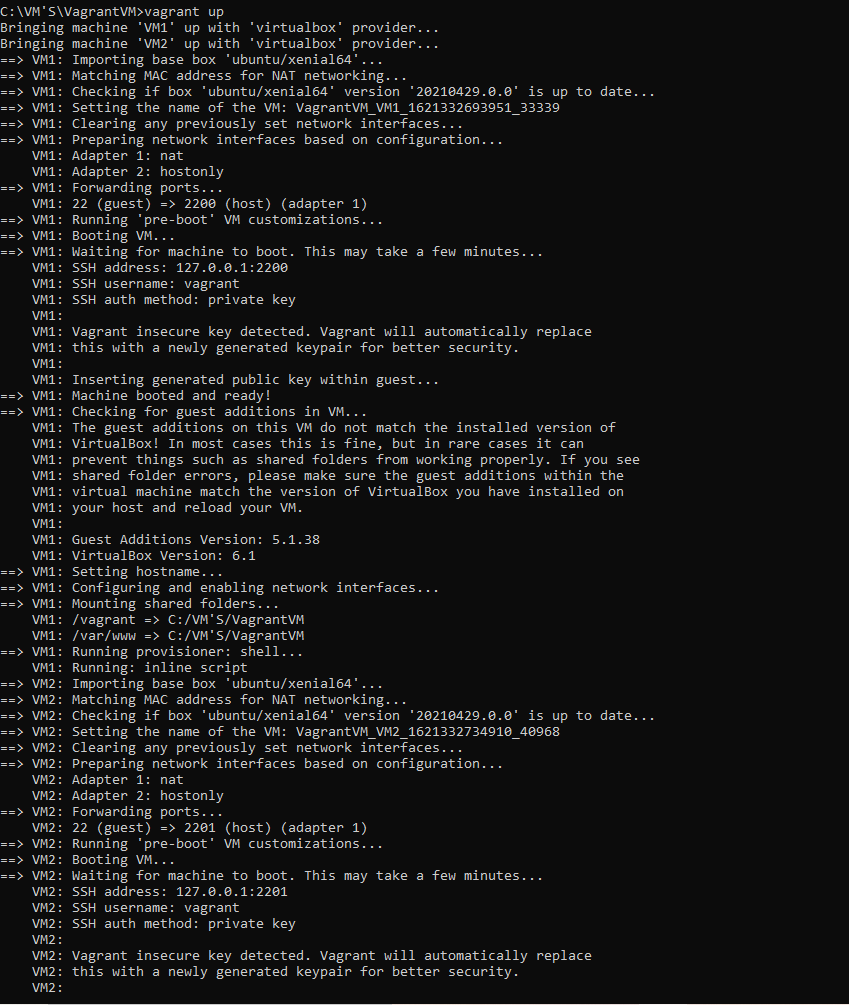 C:\VM'S\VagrantVM>vagrant up
Bringing machine 'VM1' up with 'virtualbox' provider...
Bringing machine 'VM2' up with 'virtualbox' provider...
==> VM1: Importing base box 'ubuntu/xenial64'...
==> VM1: Matching MAC address for NAT networking...
==> VM1: Checking if box 'ubuntu/xenial64' version '20210429.0.0' is up to date...
==> VM1: Setting the name of the VM: VagrantVM_VM1_1621332693951_33339
==> VM1: Clearing any previously set network interfaces...
==> VM1: Preparing network interfaces based on configuration...
    VM1: Adapter 1: nat
    VM1: Adapter 2: hostonly
==> VM1: Forwarding ports...
    VM1: 22 (guest) => 2200 (host) (adapter 1)
==> VM1: Running 'pre-boot' VM customizations...
==> VM1: Booting VM...
==> VM1: Waiting for machine to boot. This may take a few minutes...
    VM1: SSH address: 127.0.0.1:2200
    VM1: SSH username: vagrant
    VM1: SSH auth method: private key
    VM1:
    VM1: Vagrant insecure key detected. Vagrant will automatically replace
    VM1: this with a newly generated keypair for better security.
    VM1:
    VM1: Inserting generated public key within guest...
==> VM1: Machine booted and ready!
==> VM1: Checking for guest additions in VM...
    VM1: The guest additions on this VM do not match the installed version of
    VM1: VirtualBox! In most cases this is fine, but in rare cases it can
    VM1: prevent things such as shared folders from working properly. If you see
    VM1: shared folder errors, please make sure the guest additions within the
    VM1: virtual machine match the version of VirtualBox you have installed on
    VM1: your host and reload your VM.
    VM1:
    VM1: Guest Additions Version: 5.1.38
    VM1: VirtualBox Version: 6.1
==> VM1: Setting hostname...
==> VM1: Configuring and enabling network interfaces...
==> VM1: Mounting shared folders...
    VM1: /vagrant => C:/VM'S/VagrantVM
    VM1: /var/www => C:/VM'S/VagrantVM
==> VM1: Running provisioner: shell...
    VM1: Running: inline script
==> VM2: Importing base box 'ubuntu/xenial64'...
==> VM2: Matching MAC address for NAT networking...
==> VM2: Checking if box 'ubuntu/xenial64' version '20210429.0.0' is up to date...
==> VM2: Setting the name of the VM: VagrantVM_VM2_1621332734910_40968
==> VM2: Clearing any previously set network interfaces...
==> VM2: Preparing network interfaces based on configuration...
    VM2: Adapter 1: nat
    VM2: Adapter 2: hostonly
==> VM2: Forwarding ports...
    VM2: 22 (guest) => 2201 (host) (adapter 1)
==> VM2: Running 'pre-boot' VM customizations...
==> VM2: Booting VM...
==> VM2: Waiting for machine to boot. This may take a few minutes...
    VM2: SSH address: 127.0.0.1:2201
    VM2: SSH username: vagrant
    VM2: SSH auth method: private key
    VM2:
    VM2: Vagrant insecure key detected. Vagrant will automatically replace
    VM2: this with a newly generated keypair for better security.
    VM2: